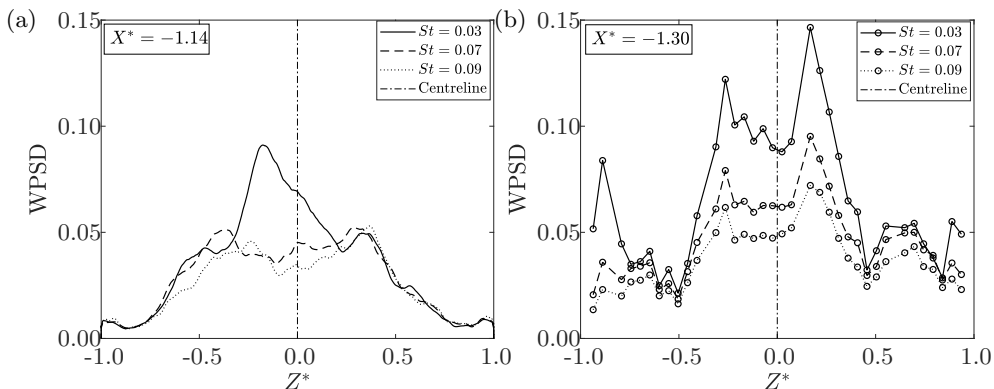 (a)
X* = −1.14
St = 0.03
St = 0.07
St = 0.09
Centreline
WPSD
0.15
0.10
0.05
0.00
-1.0 -0.5 0.0 0.5 1.0
Z*
(b)
X* = −1.30
St = 0.03
St = 0.07
St = 0.09
Centreline
WPSD
0.15
0.10
0.05
0.00
-1.0 -0.5 0 0.5 1.0
Z*